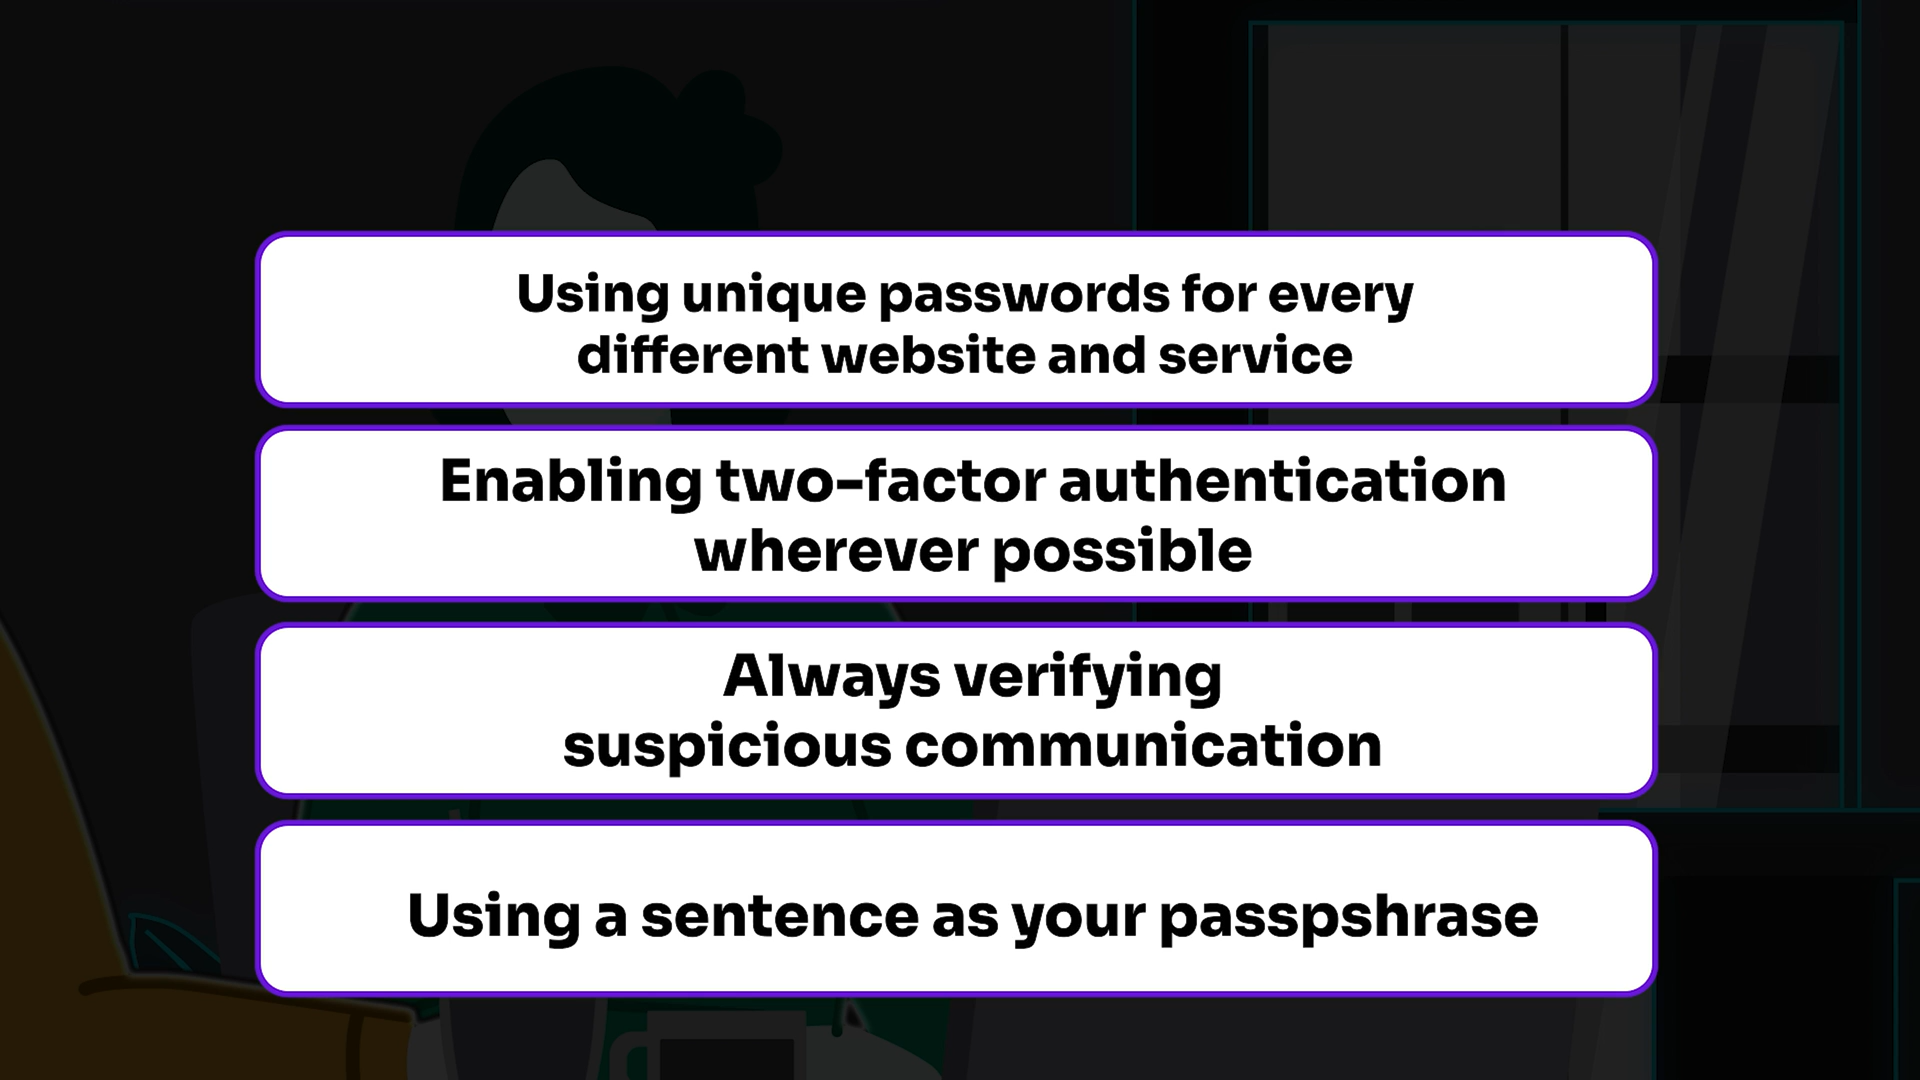 Using unique passwords for every
different website and service
Enabling two-factor authentication
wherever possible
Always verifying
suspicious communication
Using a sentence as your passpshrase